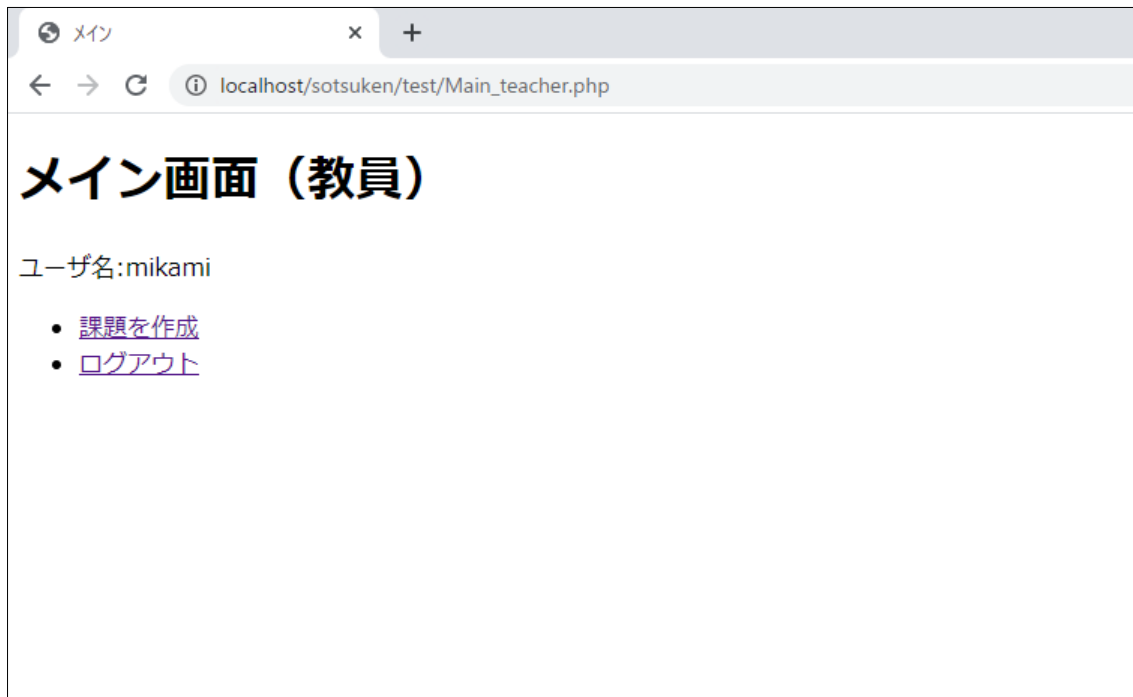 メイン
localhost/sotsuken/test/Main_teacher.php
メイン画面（教員）
ユーザ名:mikami
課題を作成
ログアウト